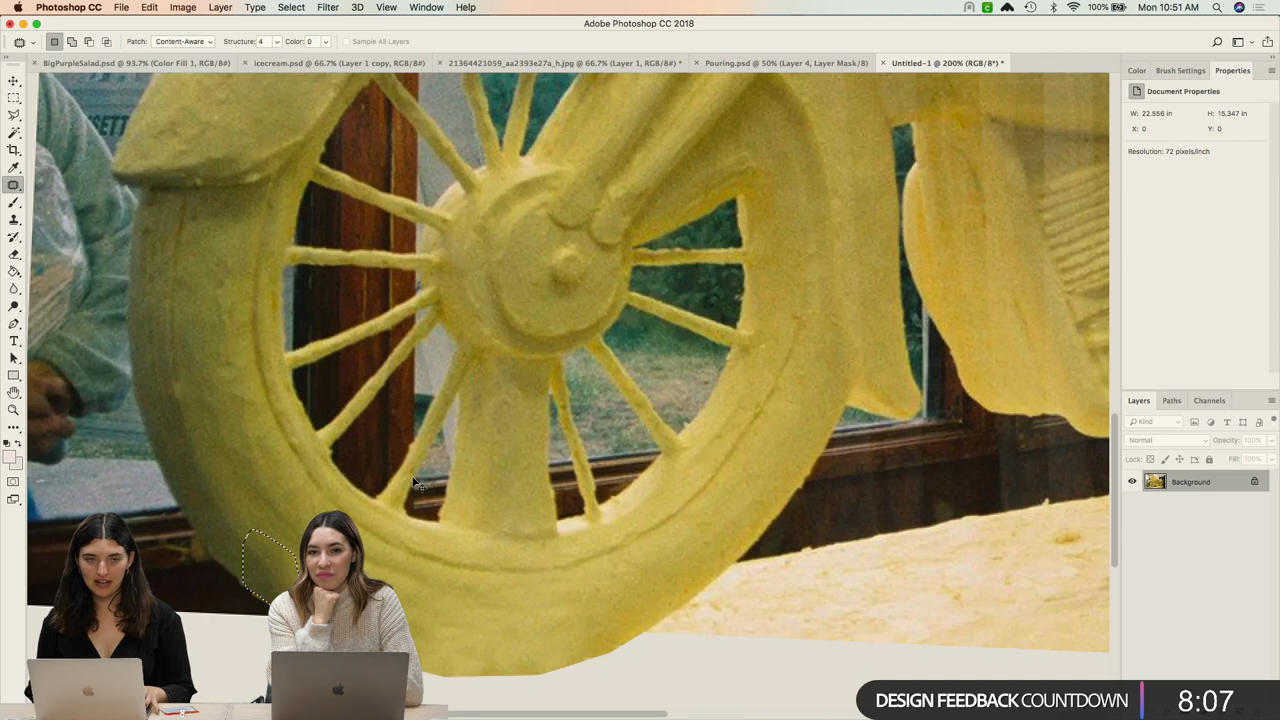 Photoshop CC File Edit Image Layer Type Select Filter 3D View Window Help 100% Mon 10:51 AM
Adobe Photoshop CC 2018
Patch: Content-Aware Structure: 4 Color: 0 Sample All Layers
BigPurpleSalad.psd @ 93.7% (Color Fill 1, RGB/8#) icecream.psd @ 66.7% (Layer 1 copy, RGB/8#) 21364421059_aa2393e27a_h.jpg @ 66.7% (Layer 1, RGB/8#) * Pouring.psd @ 50% (Layer 4, Layer Mask/8) Untitled-1 @ 200% (RGB/8#) *
Color Brush Settings Properties
Document Properties
W: 22.556 in H: 15.347 in
X: 0 Y: 0
Resolution: 72 pixels/inch
Layers Paths Channels
Kind
Normal Opacity: 100%
Lock: Fill: 100%
Background
DESIGN FEEDBACK COUNTDOWN 8:07